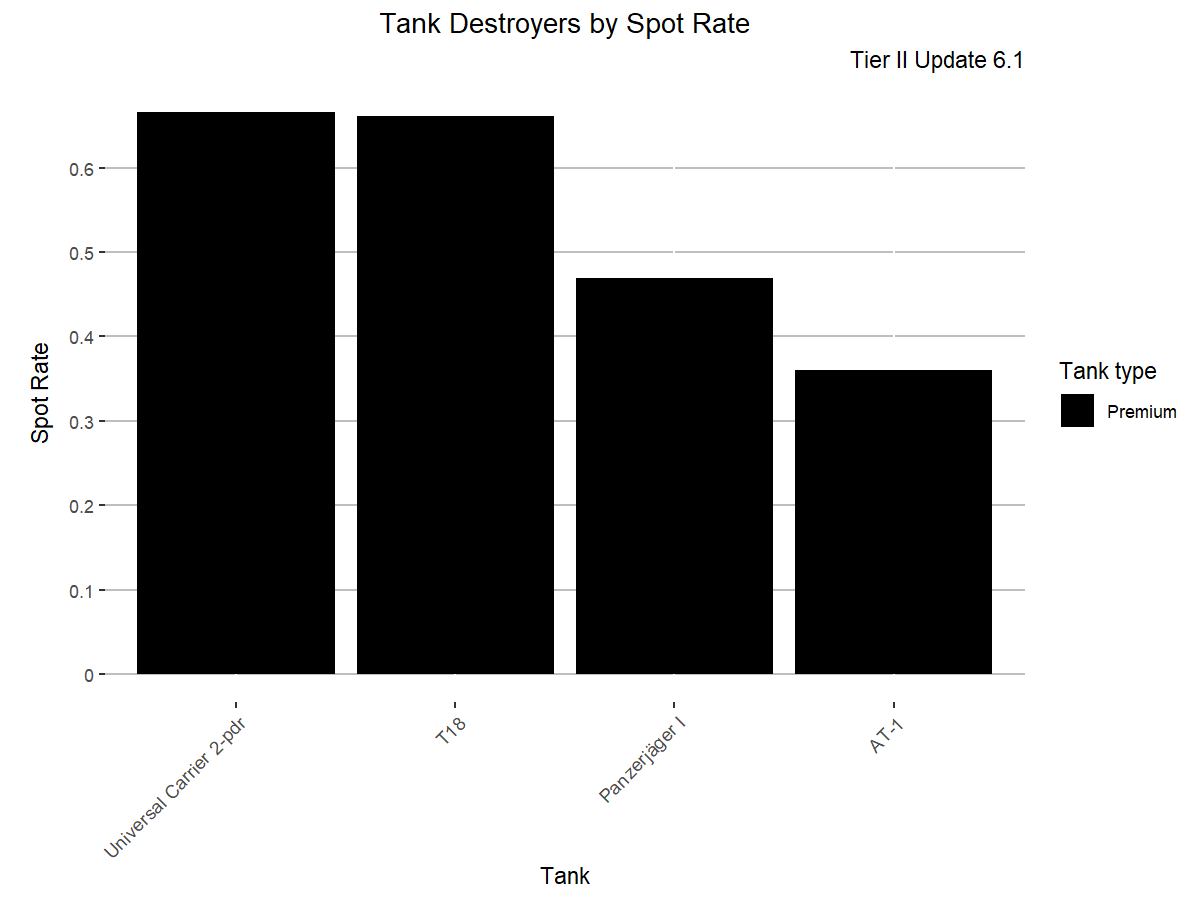 Tank Destroyers by Spot Rate
Tier II Update 6.1
Spot Rate
0.6
0.5
0.4
0.3
0.2
0.1
0
Universal Carrier 2-pdr
T18
Panzerjäger I
AT-1
Tank
Tank type
Premium